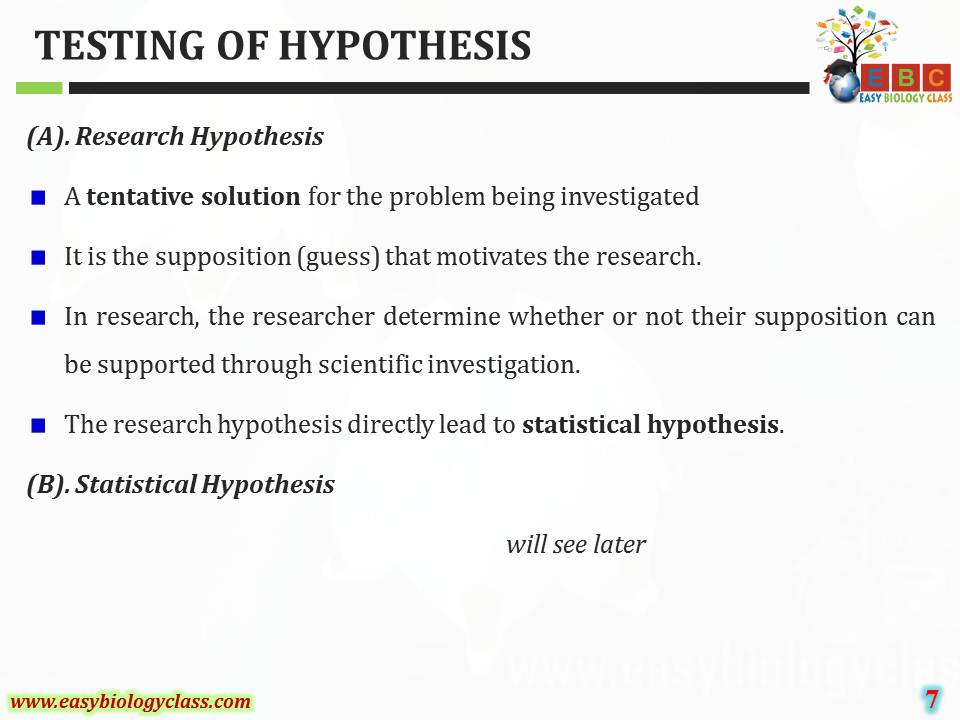 TESTING OF HYPOTHESIS
E B C
EASY BIOLOGY CLASS
(A). Research Hypothesis
A tentative solution for the problem being investigated
It is the supposition (guess) that motivates the research.
In research, the researcher determine whether or not their supposition can
be supported through scientific investigation.
The research hypothesis directly lead to statistical hypothesis.
(B). Statistical Hypothesis
will see later
www.easybiologyclas
www.easybiologyclass.com
7